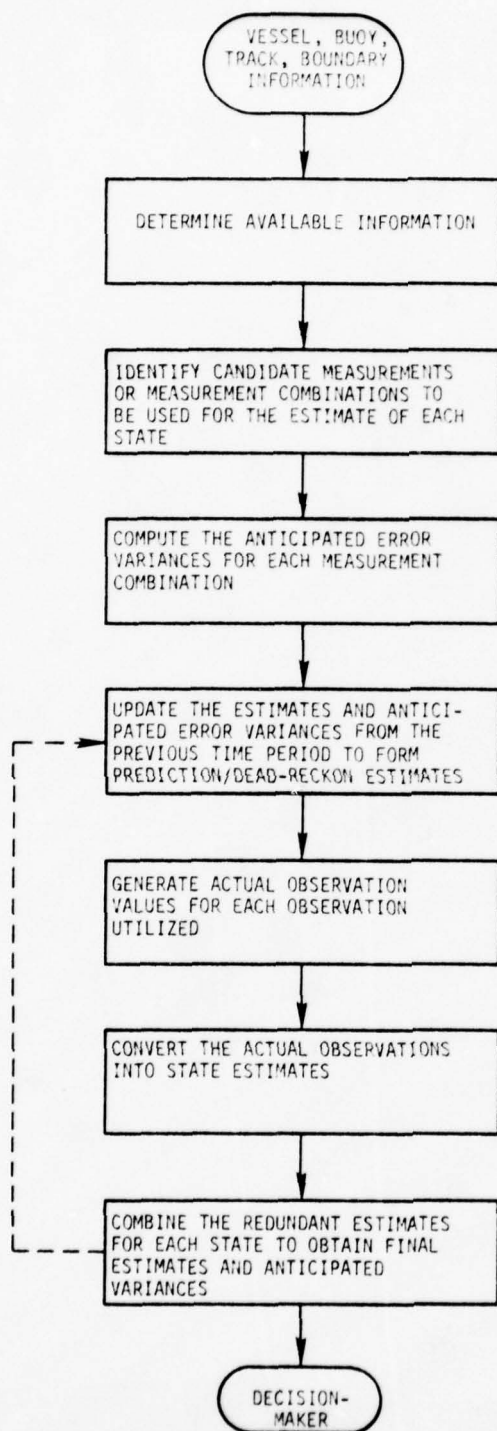 VESSEL, BUOY,
TRACK, BOUNDARY
INFORMATION
DETERMINE AVAILABLE INFORMATION
IDENTIFY CANDIDATE MEASUREMENTS
OR MEASUREMENT COMBINATIONS TO
BE USED FOR THE ESTIMATE OF EACH
STATE
COMPUTE THE ANTICIPATED ERROR
VARIANCES FOR EACH MEASUREMENT
COMBINATION
UPDATE THE ESTIMATES AND ANTICI-
PATED ERROR VARIANCES FROM THE
PREVIOUS TIME PERIOD TO FORM
PREDICTION/DEAD-RECKON ESTIMATES
GENERATE ACTUAL OBSERVATION
VALUES FOR EACH OBSERVATION
UTILIZED
CONVERT THE ACTUAL OBSERVATIONS
INTO STATE ESTIMATES
COMBINE THE REDUNDANT ESTIMATES
FOR EACH STATE TO OBTAIN FINAL
ESTIMATES AND ANTICIPATED
VARIANCES
DECISION-
MAKER